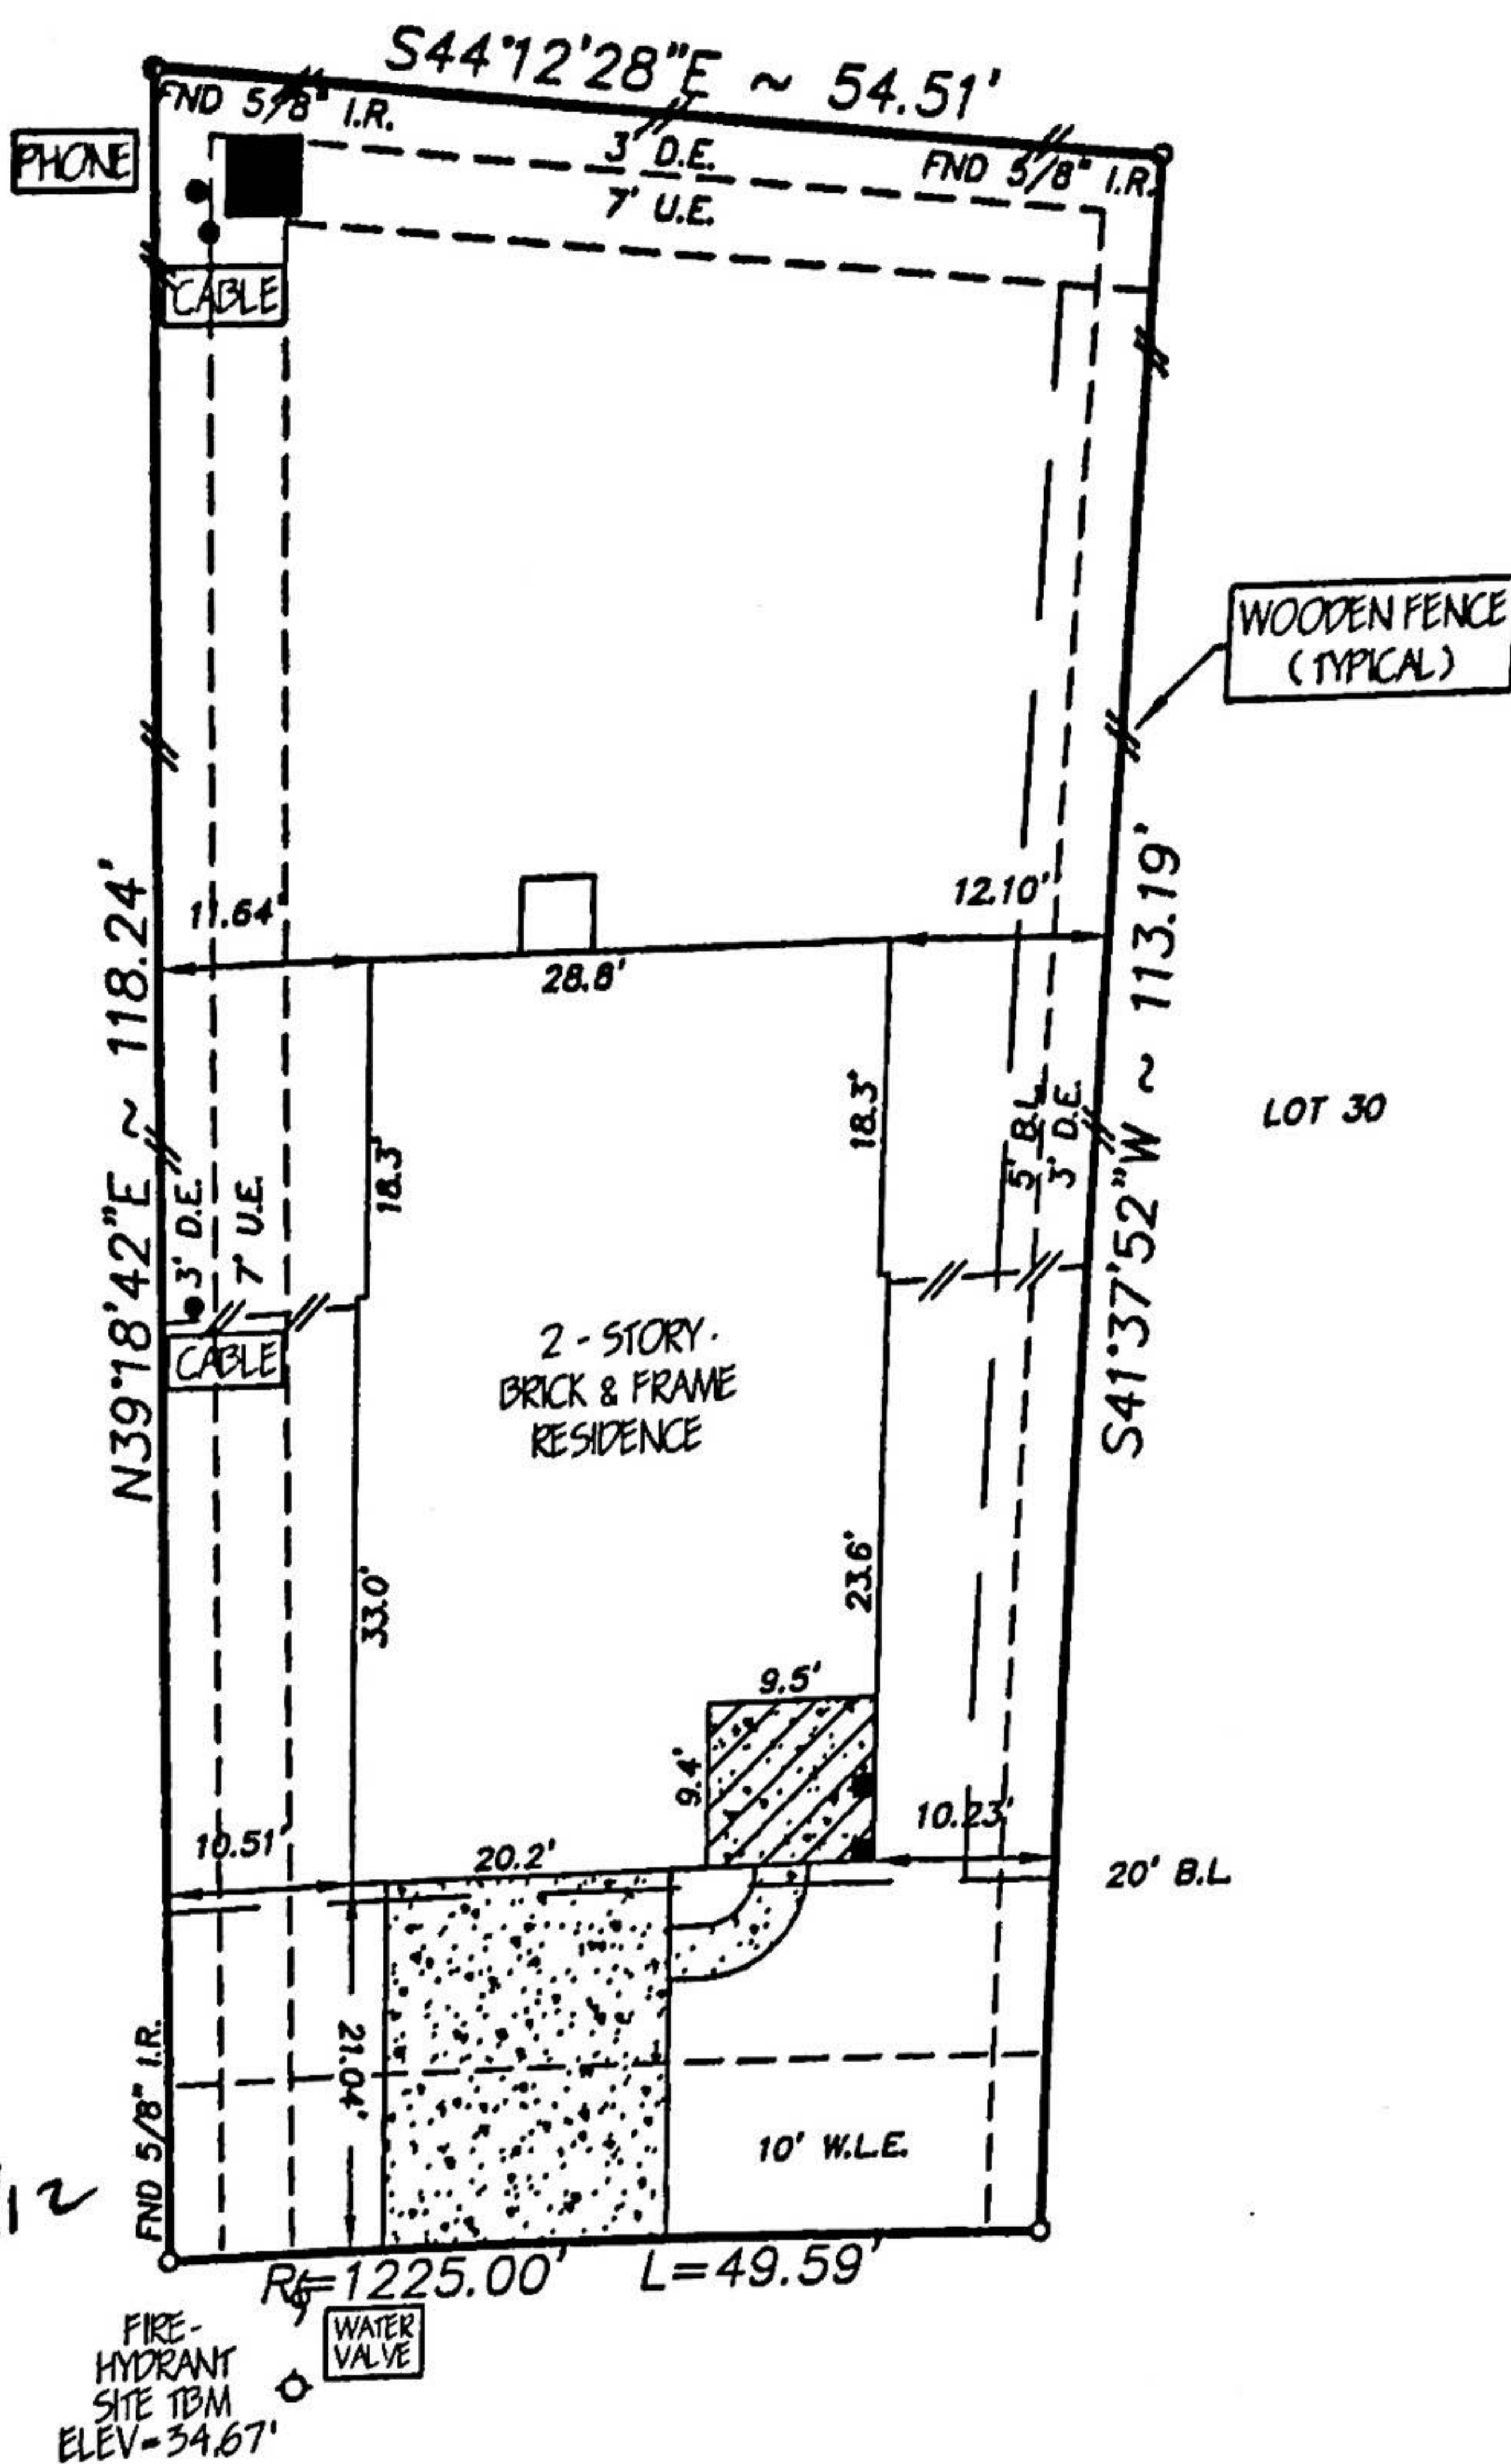 S44°12'28"E ~ 54.51'
FND 5/8" I.R.
PHONE
3' D.E.
FND 5/8" I.R.
7' U.E.
CABLE
WOODEN FENCE
(TYPICAL)
N39°18'42"E ~ 118.24'
S41°37'52"W ~ 113.19'
11.64'
12.10'
28.8'
18.3'
18.3'
5' B.L.
3' D.E.
LOT 30
3' D.E.
7' U.E.
CABLE
2 - STORY
BRICK & FRAME
RESIDENCE
33.0'
23.6'
9.5'
9.4'
10.51'
20.2'
10.23'
20' B.L.
21.04'
FND 5/8" I.R.
10' W.L.E.
12
R=1225.00' L=49.59'
WATER
VALVE
FIRE-
HYDRANT
SITE TBM
ELEV=34.67'